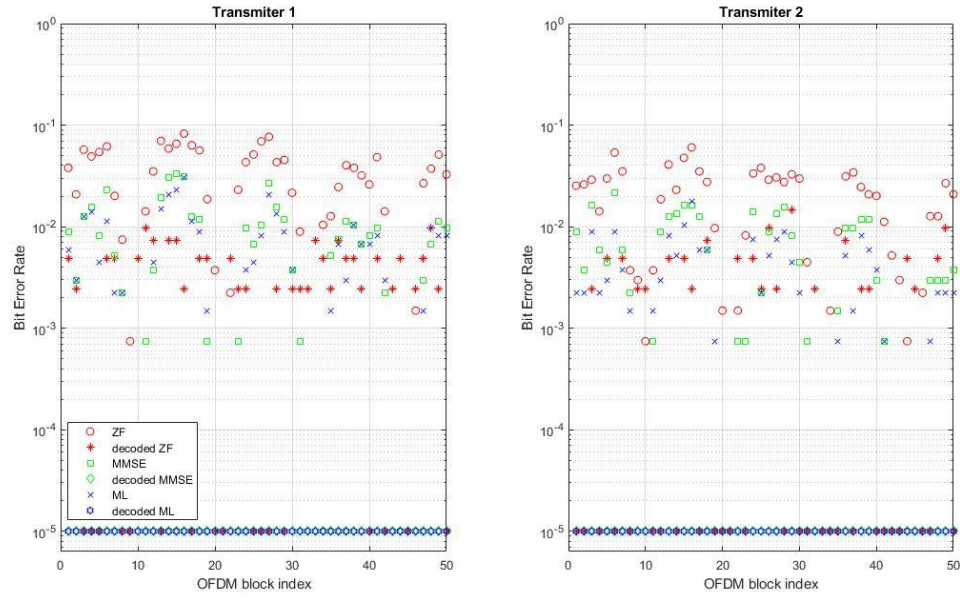 Transmiter 1
10^0
10^-1
10^-2
10^-3
10^-4
10^-5
Bit Error Rate
ZF
decoded ZF
MMSE
decoded MMSE
ML
decoded ML
0 10 20 30 40 50
OFDM block index
Transmiter 2
10^0
10^-1
10^-2
10^-3
10^-4
10^-5
Bit Error Rate
0 10 20 30 40 50
OFDM block index